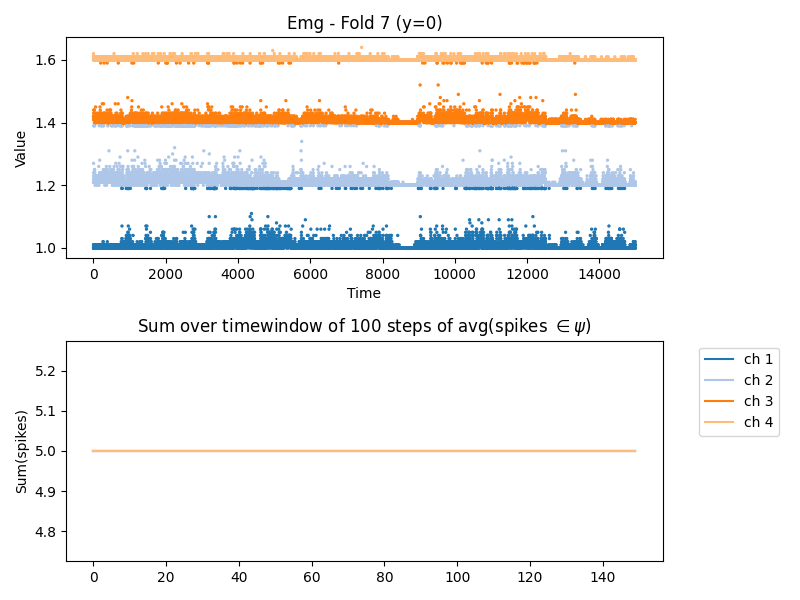 Emg - Fold 7 (y=0)
Value
1.6
1.4
1.2
1.0
0 2000 4000 6000 8000 10000 12000 14000
Time
Sum over timewindow of 100 steps of avg(spikes ∈ ψ)
Sum(spikes)
5.2
5.1
5.0
4.9
4.8
0 20 40 60 80 100 120 140
ch 1
ch 2
ch 3
ch 4